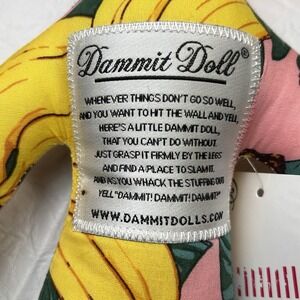 Dammit Doll®
WHENEVER THINGS DON'T GO SO WELL,
AND YOU WANT TO HIT THE WALL AND YELL,
HERE'S A LITTLE DAMMIT DOLL,
THAT YOU CAN'T DO WITHOUT.
JUST GRASP IT FIRMLY BY THE LEGS
AND FIND A PLACE TO SLAM IT.
AND AS YOU WHACK THE STUFFING OUT
YELL "DAMMIT! DAMMIT! DAMMIT!"
WWW.DAMMITDOLLS.COM